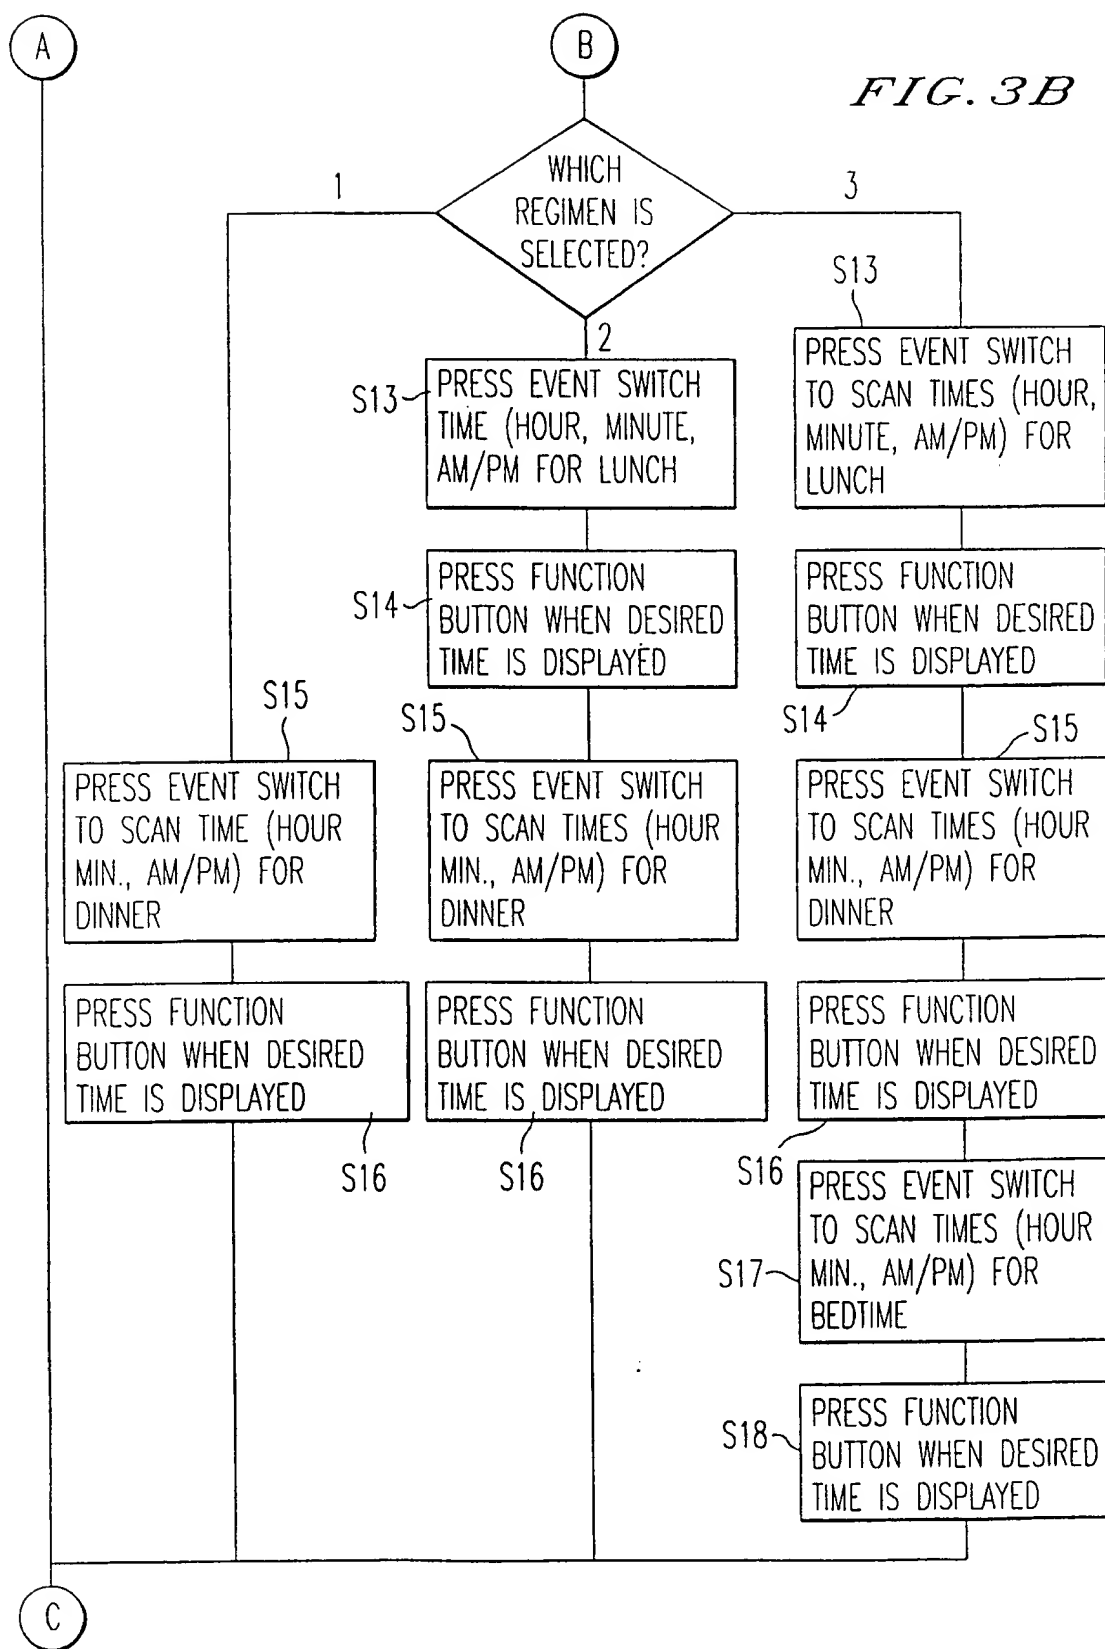 A
B
FIG. 3B
WHICH
REGIMEN IS
SELECTED?
1
2
3
S15
PRESS EVENT SWITCH
TO SCAN TIME (HOUR
MIN., AM/PM) FOR
DINNER
PRESS FUNCTION
BUTTON WHEN DESIRED
TIME IS DISPLAYED
S16
S13
PRESS EVENT SWITCH
TIME (HOUR, MINUTE,
AM/PM FOR LUNCH
S14
PRESS FUNCTION
BUTTON WHEN DESIRED
TIME IS DISPLAYED
S15
PRESS EVENT SWITCH
TO SCAN TIMES (HOUR
MIN., AM/PM) FOR
DINNER
PRESS FUNCTION
BUTTON WHEN DESIRED
TIME IS DISPLAYED
S16
S13
PRESS EVENT SWITCH
TO SCAN TIMES (HOUR,
MINUTE, AM/PM) FOR
LUNCH
PRESS FUNCTION
BUTTON WHEN DESIRED
TIME IS DISPLAYED
S14
S15
PRESS EVENT SWITCH
TO SCAN TIMES (HOUR
MIN., AM/PM) FOR
DINNER
PRESS FUNCTION
BUTTON WHEN DESIRED
TIME IS DISPLAYED
S16
PRESS EVENT SWITCH
TO SCAN TIMES (HOUR
S17
MIN., AM/PM) FOR
BEDTIME
PRESS FUNCTION
S18
BUTTON WHEN DESIRED
TIME IS DISPLAYED
C